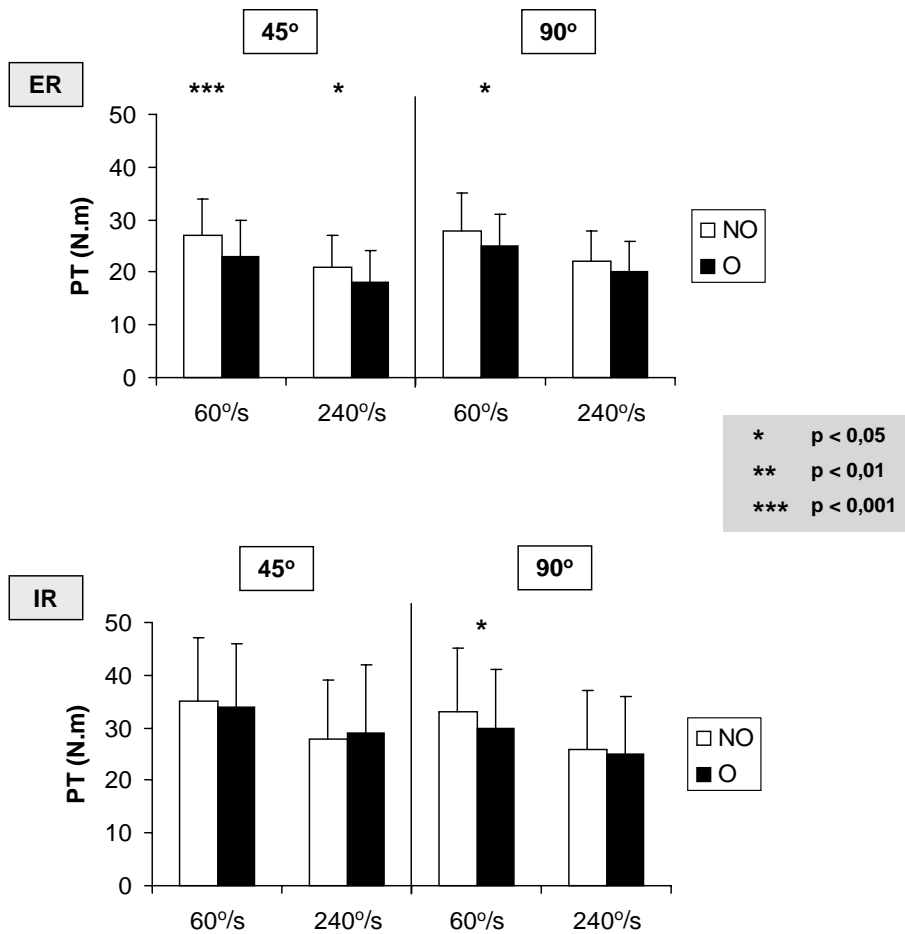 45º 90º
ER
*** * *
50
40
30
20
10
0
PT (N.m)
60º/s 240º/s 60º/s 240º/s
NO
O
* p < 0,05
** p < 0,01
*** p < 0,001
45º 90º
IR
*
50
40
30
20
10
0
PT (N.m)
60º/s 240º/s 60º/s 240º/s
NO
O